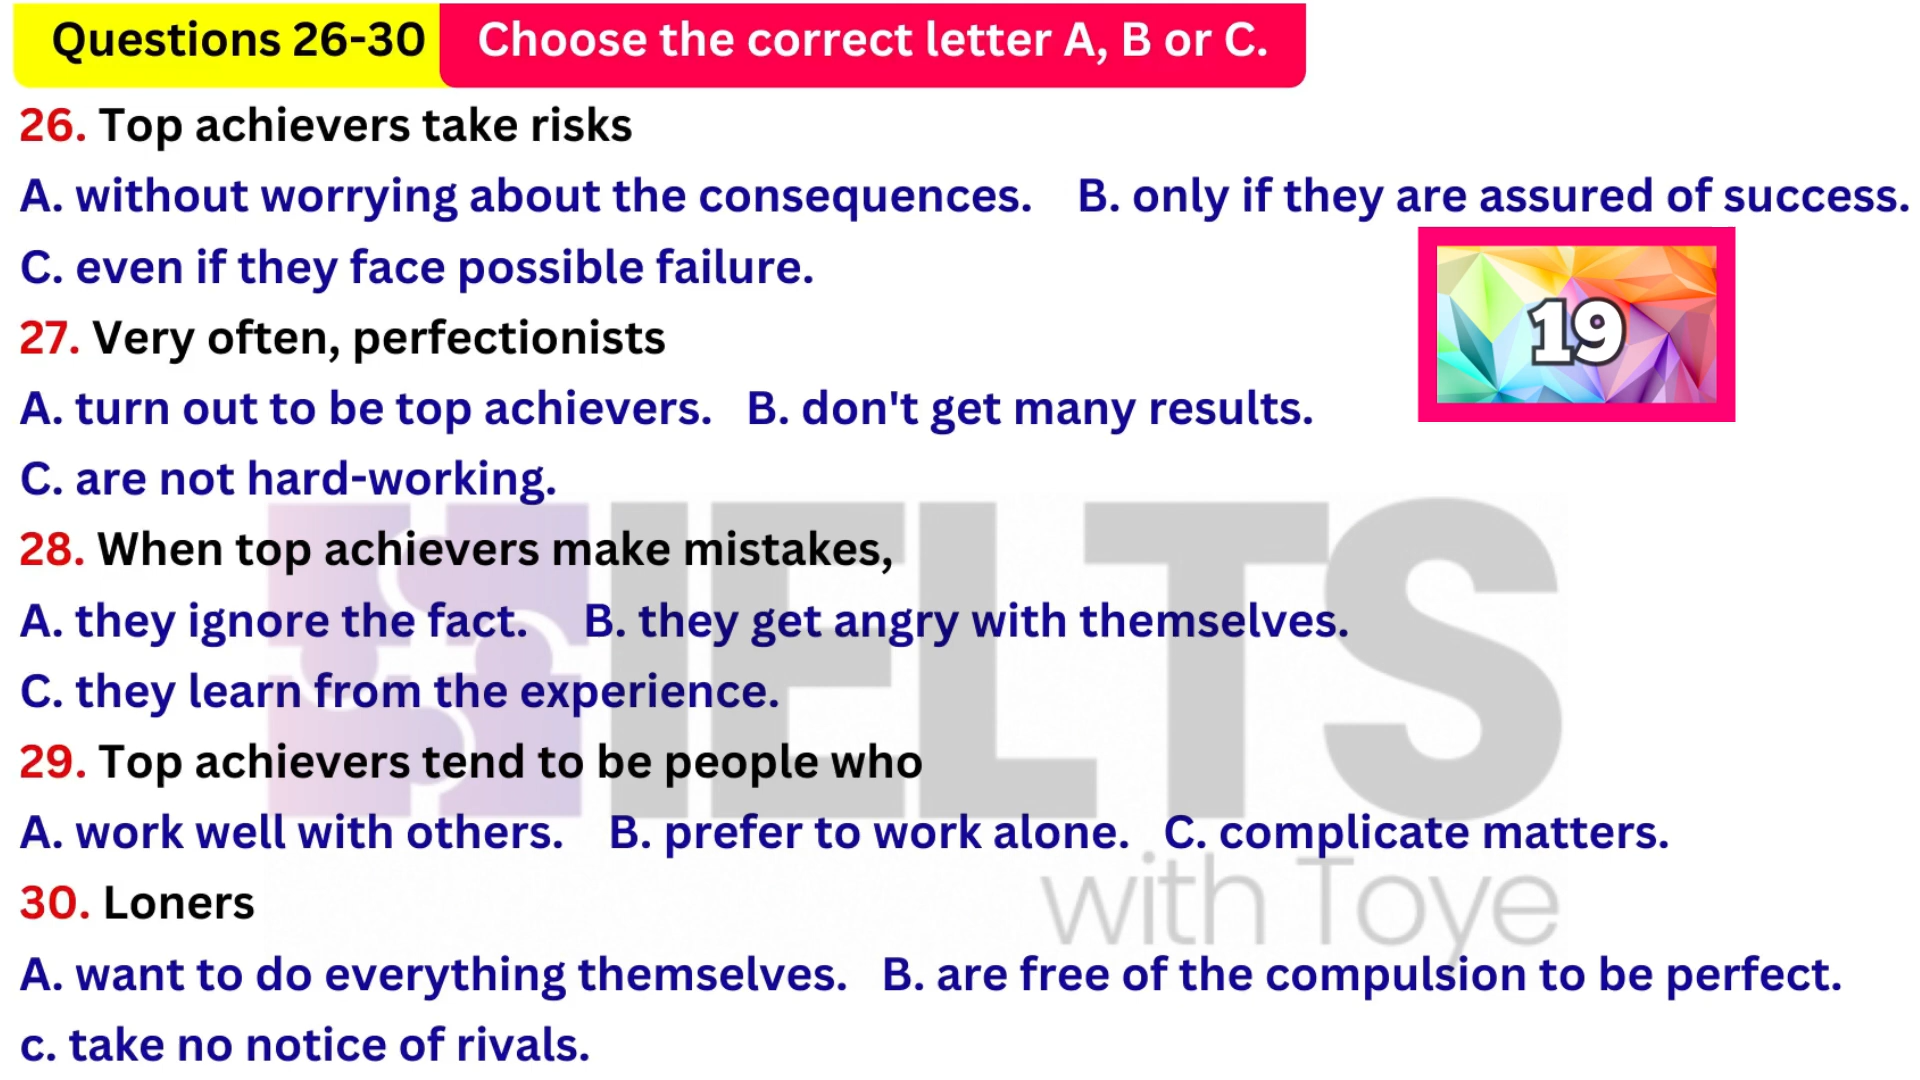 Questions 26-30 Choose the correct letter A, B or C.
26. Top achievers take risks
A. without worrying about the consequences. B. only if they are assured of success.
C. even if they face possible failure.
19
27. Very often, perfectionists
A. turn out to be top achievers. B. don't get many results.
C. are not hard-working.
28. When top achievers make mistakes,
A. they ignore the fact. B. they get angry with themselves.
C. they learn from the experience.
29. Top achievers tend to be people who
A. work well with others. B. prefer to work alone. C. complicate matters.
30. Loners
A. want to do everything themselves. B. are free of the compulsion to be perfect.
c. take no notice of rivals.
IELTS
with Toye